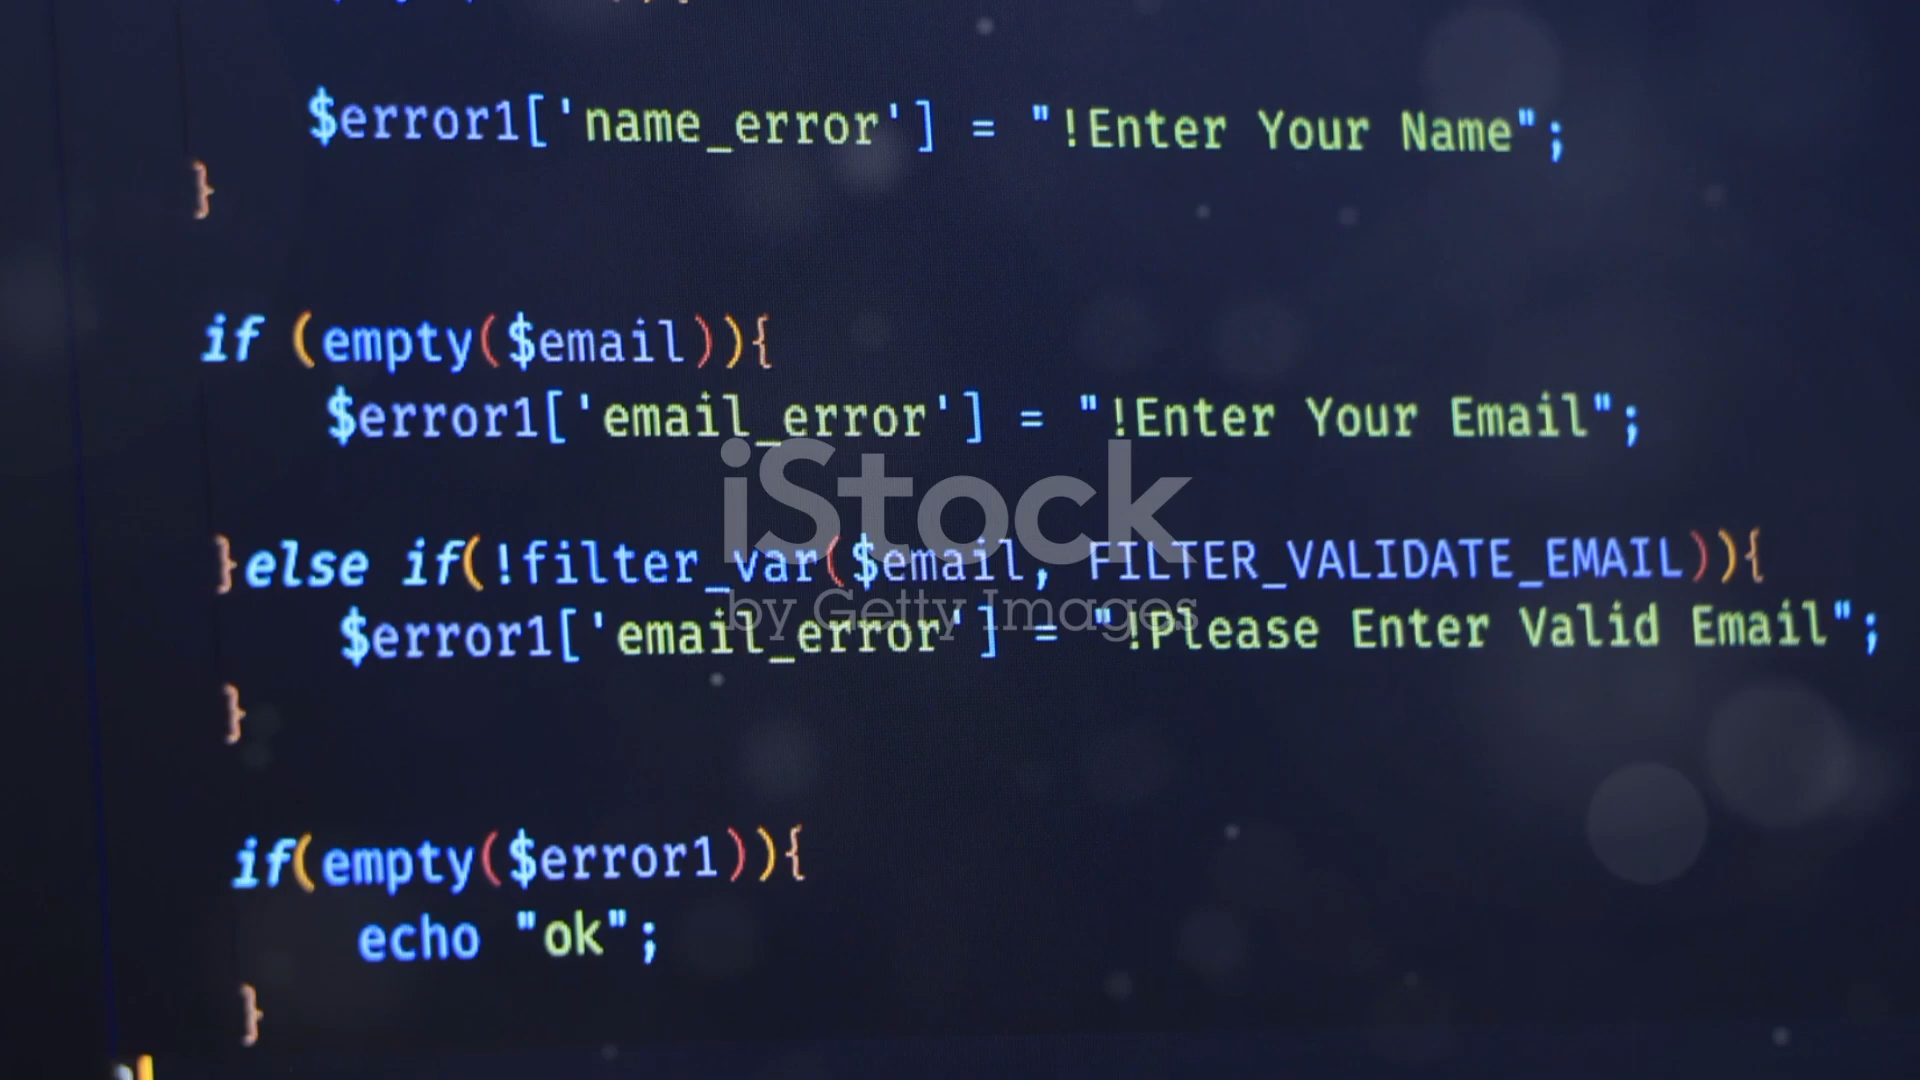 $error1['name_error'] = "!Enter Your Name";
}
if (empty($email)){
$error1['email_error'] = "!Enter Your Email";
}else if(!filter_var($email, FILTER_VALIDATE_EMAIL)){
$error1['email_error'] = "!Please Enter Valid Email";
}
if(empty($error1)){
echo "ok";
}
iStock
by Getty Images